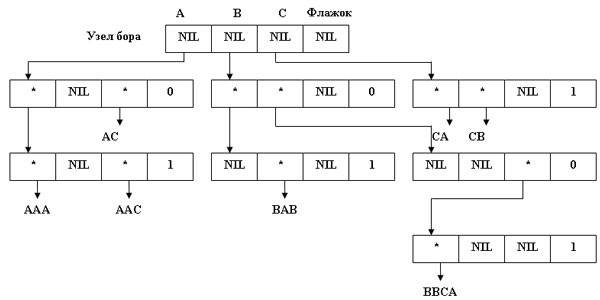 A B C Флажок
Узел бора NIL NIL NIL NIL
* NIL * 0 * * NIL 0 * * NIL 1
AC CA CB
* NIL * 1 NIL * NIL 1 NIL NIL * 0
AAA AAC BAB
* NIL NIL 1
BBCA